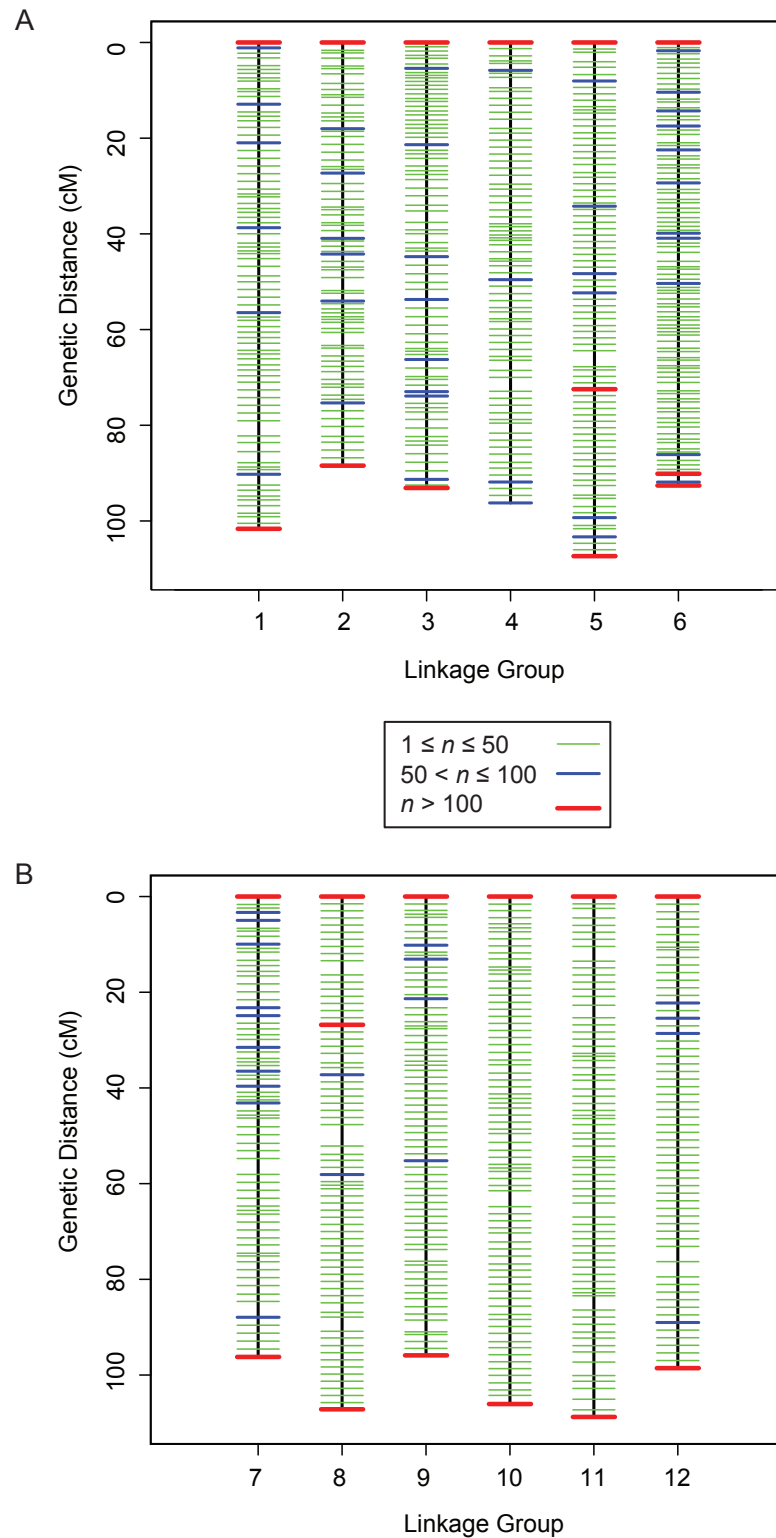 A
Genetic Distance (cM)
0
20
40
60
80
100
1 2 3 4 5 6
Linkage Group
1 ≤ n ≤ 50
50 < n ≤ 100
n > 100
B
Genetic Distance (cM)
0
20
40
60
80
100
7 8 9 10 11 12
Linkage Group